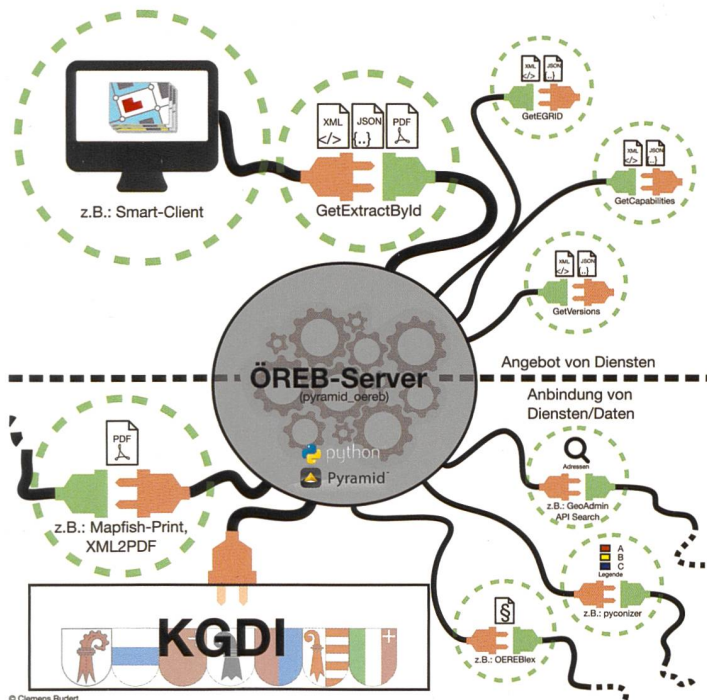 XML JSON PDF
</> {..}
z.B.: Smart-Client
GetExtractById
XML JSON
</> {..}
GetEGRID
XML JSON
</> {..}
GetCapabilities
XML JSON
</> {..}
GetVersions
Angebot von Diensten
ÖREB-Server
(pyramid_oereb)
python
Pyramid
Anbindung von
Diensten/Daten
PDF
z.B.: Mapfish-Print,
XML2PDF
Adressen
z.B.: GeoAdmin
API Search
A
B
C
Legende
z.B.: pyconizer
§
z.B.: OEREBlex
KGDI
© Clemens Rudert